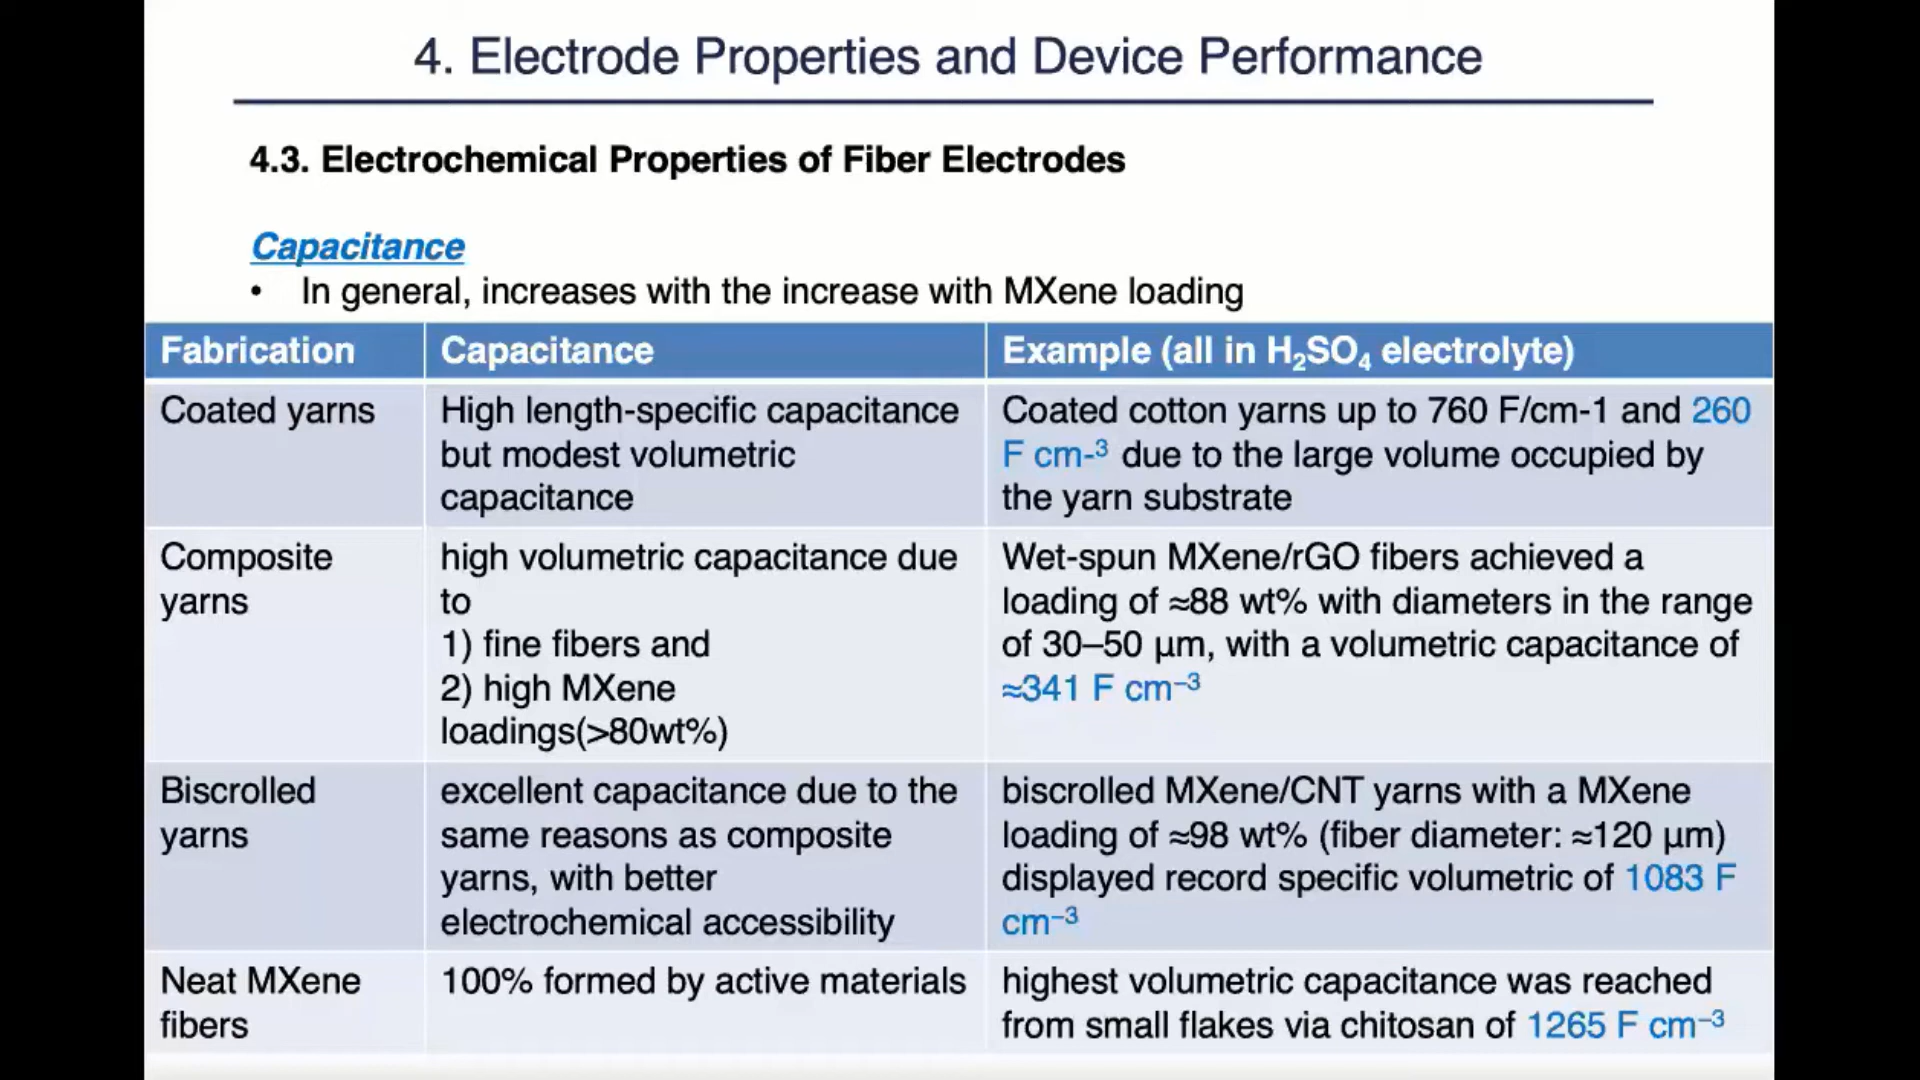 4. Electrode Properties and Device Performance
4.3. Electrochemical Properties of Fiber Electrodes
Capacitance
• In general, increases with the increase with MXene loading
Fabrication
Capacitance
Example (all in H₂SO₄ electrolyte)
Coated yarns
High length-specific capacitance
but modest volumetric
capacitance
Coated cotton yarns up to 760 F/cm-1 and 260
F cm-³ due to the large volume occupied by
the yarn substrate
Composite
yarns
high volumetric capacitance due
to
1) fine fibers and
2) high MXene
loadings(>80wt%)
Wet-spun MXene/rGO fibers achieved a
loading of ≈88 wt% with diameters in the range
of 30–50 μm, with a volumetric capacitance of
≈341 F cm⁻³
Biscrolled
yarns
excellent capacitance due to the
same reasons as composite
yarns, with better
electrochemical accessibility
biscrolled MXene/CNT yarns with a MXene
loading of ≈98 wt% (fiber diameter: ≈120 μm)
displayed record specific volumetric of 1083 F
cm⁻³
Neat MXene
fibers
100% formed by active materials
highest volumetric capacitance was reached
from small flakes via chitosan of 1265 F cm⁻³